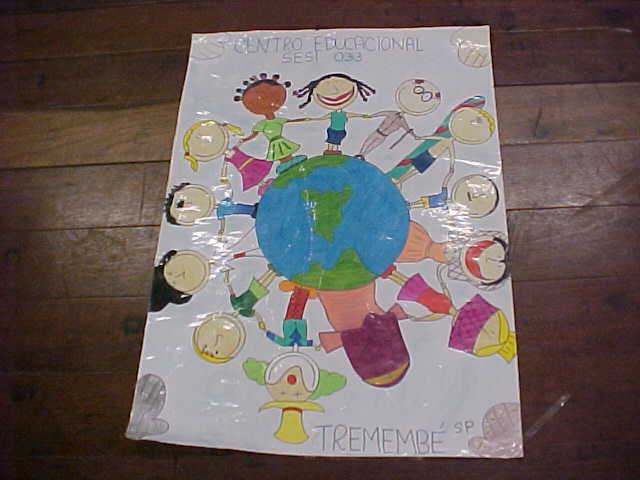 CENTRO EDUCACIONAL
SESI 033
TREMEMBÉ SP